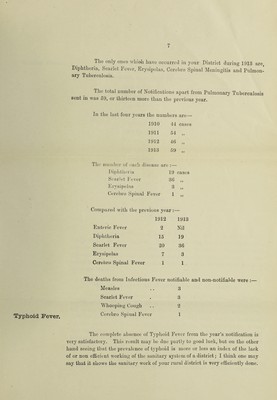 7
The only ones which have occurred in your District during 1913 are,
Diphtheria, Scarlet Fever, Erysipelas, Cerebro Spinal Meningitis and Pulmon-
ary Tuberculosis.
The total number of Notifications apart from Pulmonary Tuberculosis
sent in was 59, or thirteen more than the previous year.
In the last four years the numbers are—
1910 44 cases
1911 54 „
1912 46 „
1913 59 „
The number of each disease are :—
Diphtheria 19 cases
Scarlet Fever 36 „
Erysipelas 3 „
Cerebro Spinal Fever 1 „
Compared with the previous year :—
1912 1913
Enteric Fever 2 Nil
Diphtheria 15 19
Scarlet Fever 20 36
Erysipelas 7 3
Cerebro Spinal Fever 1 1
The deaths from Infectious Fever notifiable and non-notifiable were :—
Measles ... 3
Scarlet Fever . 3
Whooping Cough ... 2
Cerebro Spinal Fever 1
Typhoid Fever.
The complete absence of Typhoid Fever from the year's notification is
very satisfactory. This result may be due partly to good luck, but on the other
hand seeing that the prevalence of typhoid is more or less an index of the lack
of or non efficient working of the sanitary system of a district; I think one may
say that it shows the sanitary work of your rural district is very efficiently done.